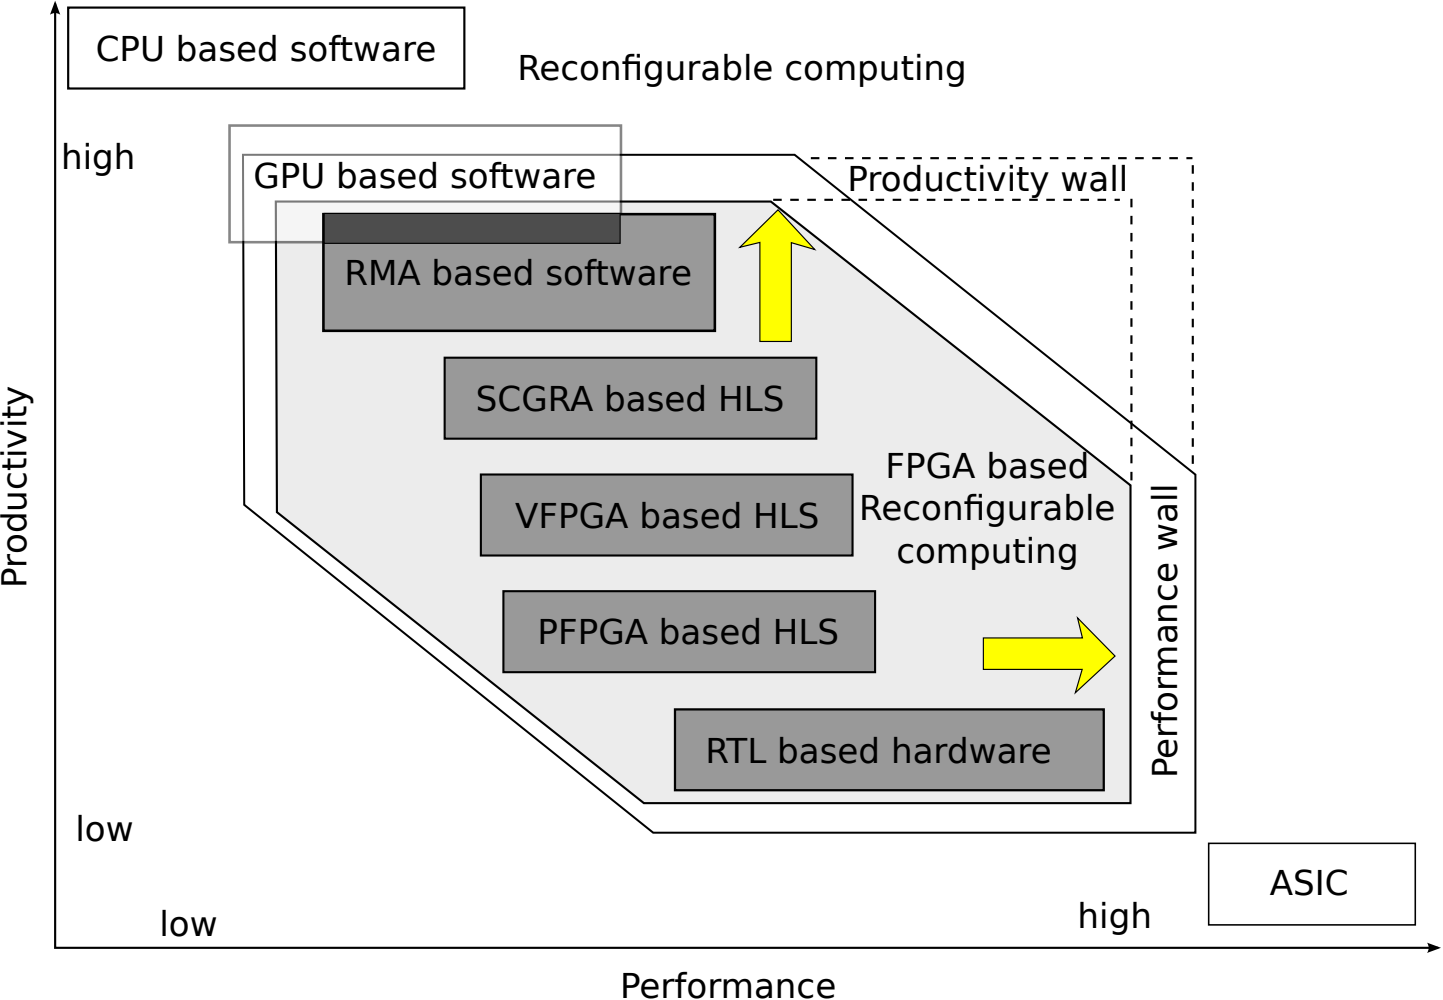 CPU based software
Reconfigurable computing
high
GPU based software
Productivity wall
RMA based software
SCGRA based HLS
FPGA based
Reconfigurable
computing
VFPGA based HLS
PFPGA based HLS
Performance wall
RTL based hardware
Productivity
low
ASIC
low
high
Performance